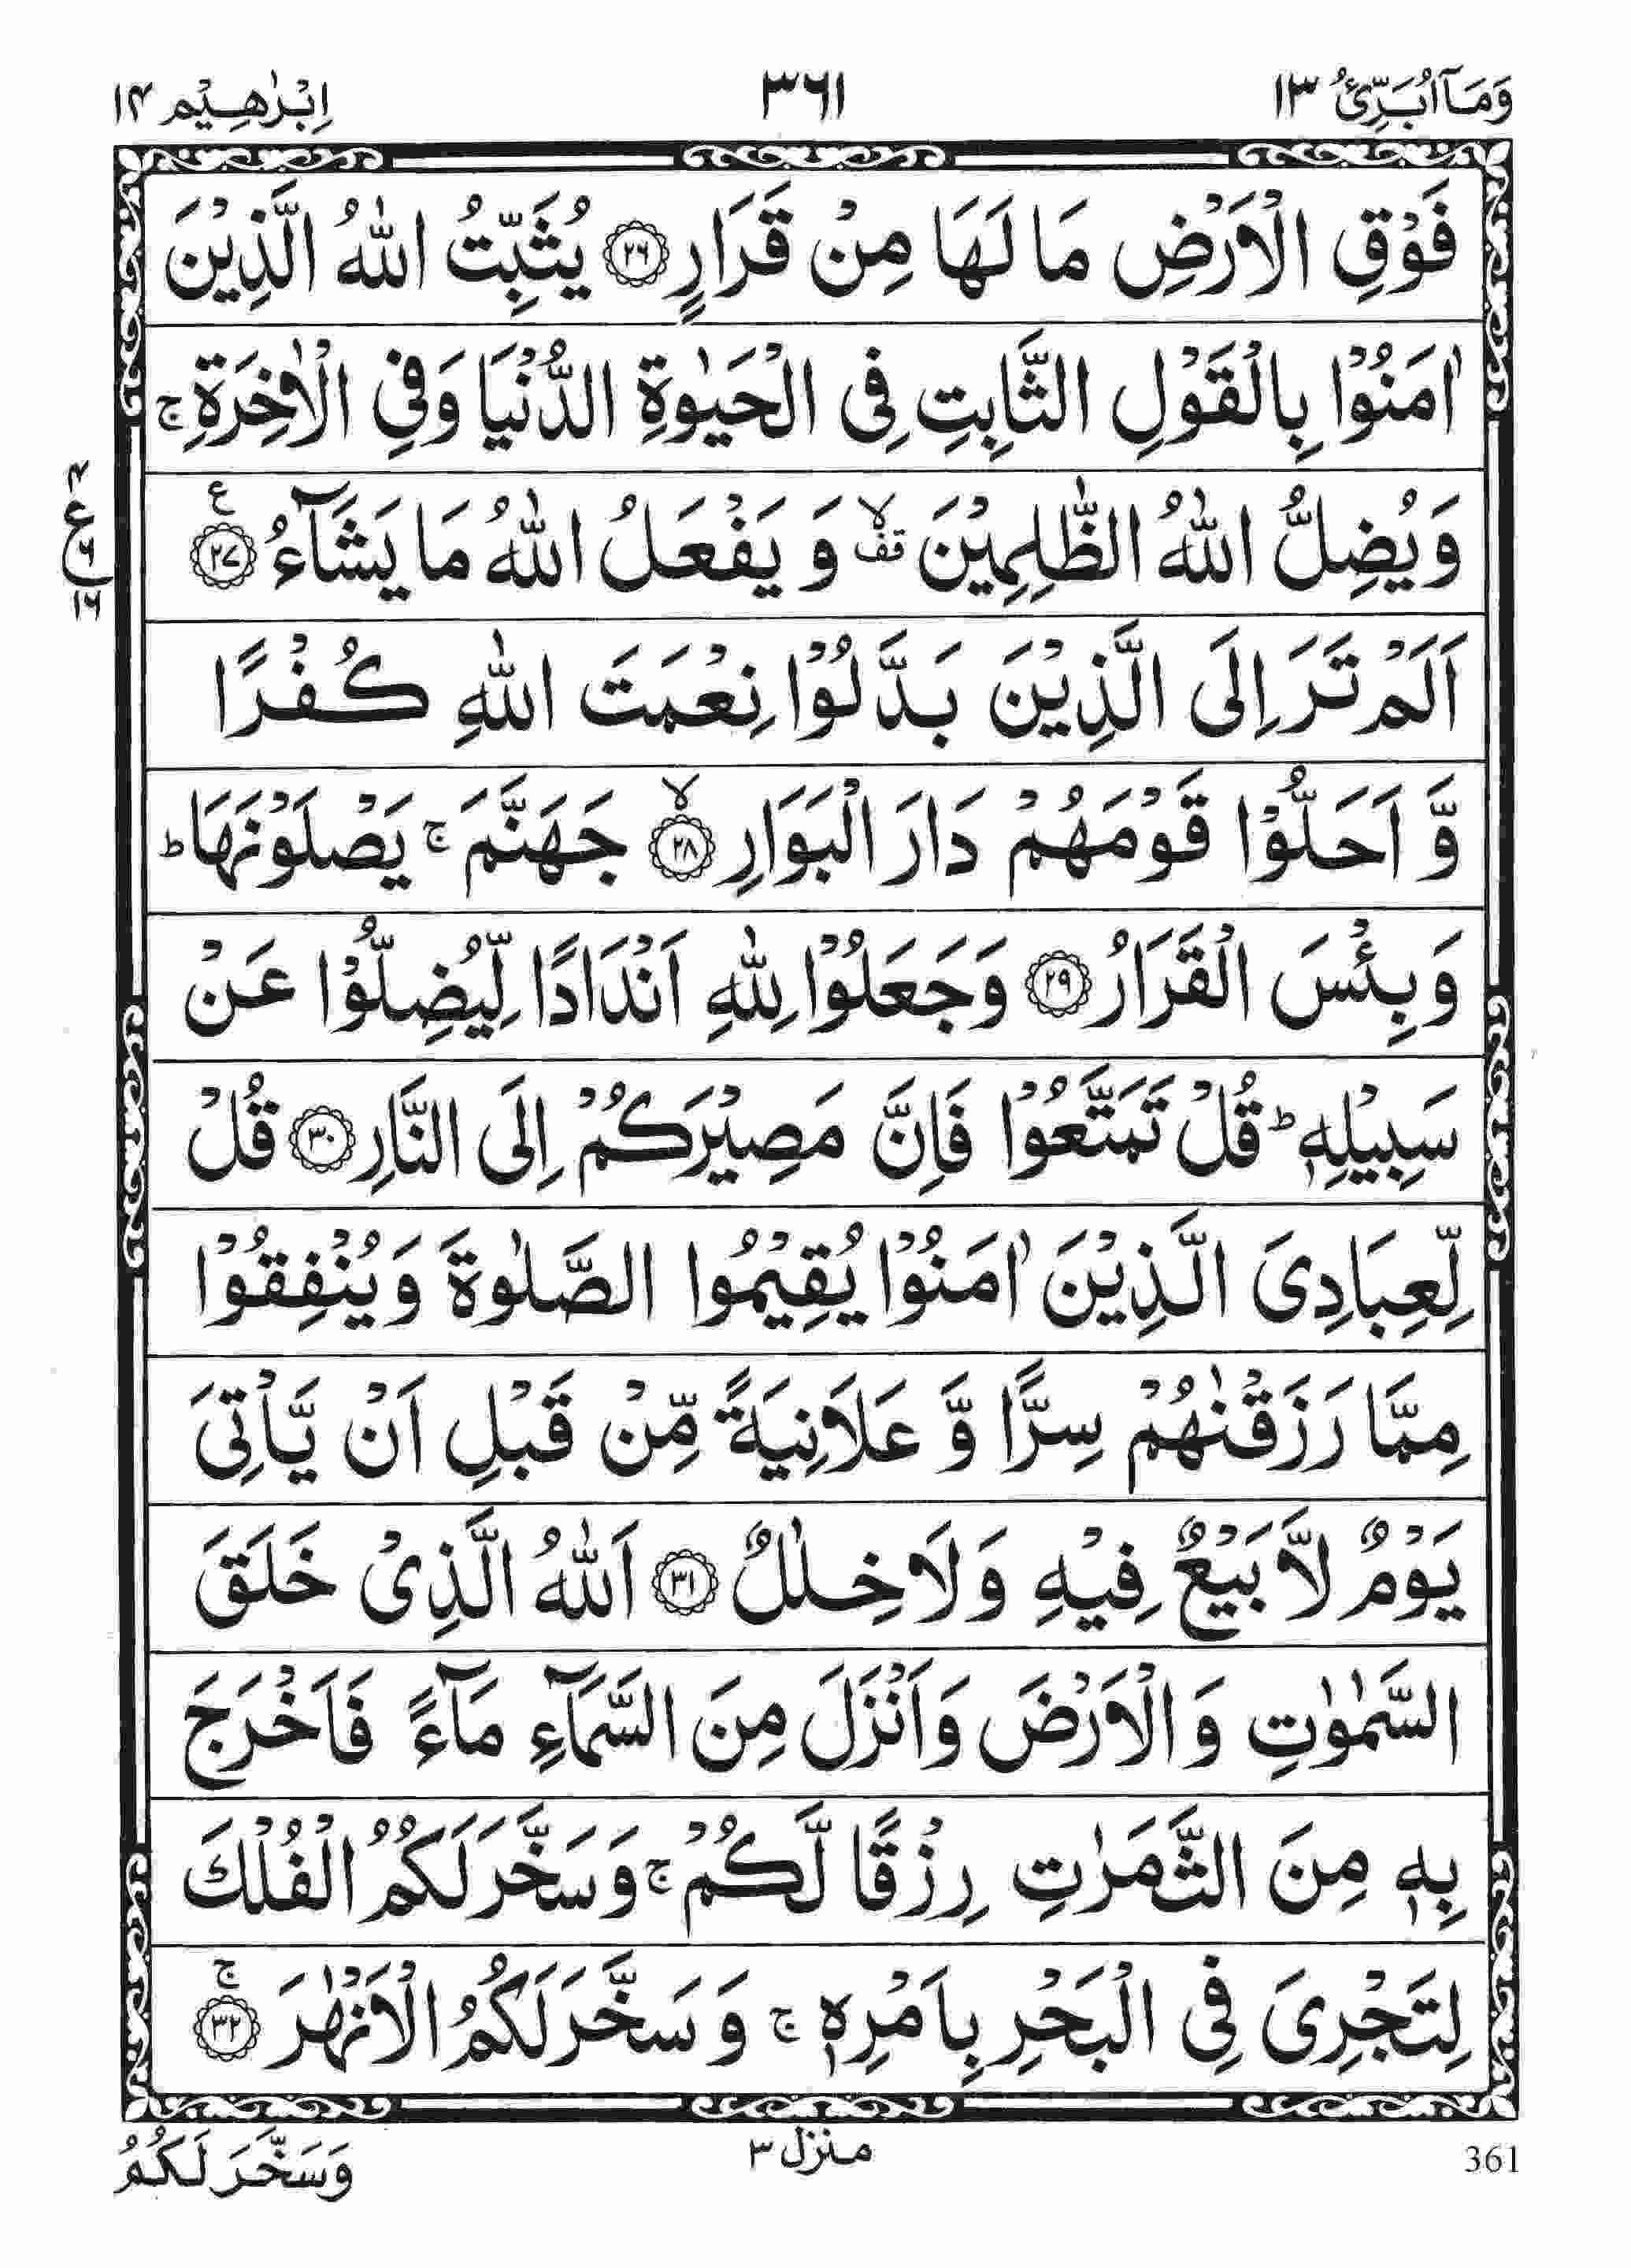 وَمَاۤ اُبَرِّئُ ١٣ ٣٦١ اِبْرٰهِيْم ١٤
فَوْقِ الْاَرْضِ مَا لَهَا مِنْ قَرَارٍ ﴿٢٦﴾ يُثَبِّتُ اللّٰهُ الَّذِيْنَ
اٰمَنُوْا بِالْقَوْلِ الثَّابِتِ فِى الْحَيٰوةِ الدُّنْيَا وَفِى الْاٰخِرَةِ ۚ
وَيُضِلُّ اللّٰهُ الظّٰلِمِيْنَ ۙ قف وَ يَفْعَلُ اللّٰهُ مَا يَشَآءُ ﴿٢٧﴾ ع
٤
ع
٦
١٦
اَلَمْ تَرَ اِلَى الَّذِيْنَ بَدَّلُوْا نِعْمَتَ اللّٰهِ كُفْرًا
وَّ اَحَلُّوْا قَوْمَهُمْ دَارَ الْبَوَارِ ﴿٢٨﴾ ۙ جَهَنَّمَ ۚ يَصْلَوْنَهَا ؕ
وَبِئْسَ الْقَرَارُ ﴿٢٩﴾ وَجَعَلُوْا لِلّٰهِ اَنْدَادًا لِّيُضِلُّوْا عَنْ
سَبِيْلِهٖ ؕ قُلْ تَمَتَّعُوْا فَاِنَّ مَصِيْرَكُمْ اِلَى النَّارِ ﴿٣٠﴾ قُلْ
لِّعِبَادِىَ الَّذِيْنَ اٰمَنُوْا يُقِيْمُوا الصَّلٰوةَ وَيُنْفِقُوْا
مِمَّا رَزَقْنٰهُمْ سِرًّا وَّ عَلَانِيَةً مِّنْ قَبْلِ اَنْ يَّاْتِىَ
يَوْمٌ لَّا بَيْعٌ فِيْهِ وَ لَا خِلٰلٌ ﴿٣١﴾ اَللّٰهُ الَّذِىْ خَلَقَ
السَّمٰوٰتِ وَ الْاَرْضَ وَاَنْزَلَ مِنَ السَّمَآءِ مَآءً فَاَخْرَجَ
بِهٖ مِنَ الثَّمَرٰتِ رِزْقًا لَّكُمْ ۚ وَسَخَّرَ لَكُمُ الْفُلْكَ
لِتَجْرِىَ فِى الْبَحْرِ بِاَمْرِهٖ ۚ وَ سَخَّرَ لَكُمُ الْاَنْهٰرَ ﴿٣٢﴾ ۚ
361 منزل ٣ وَسَخَّرَ لَكُمُ